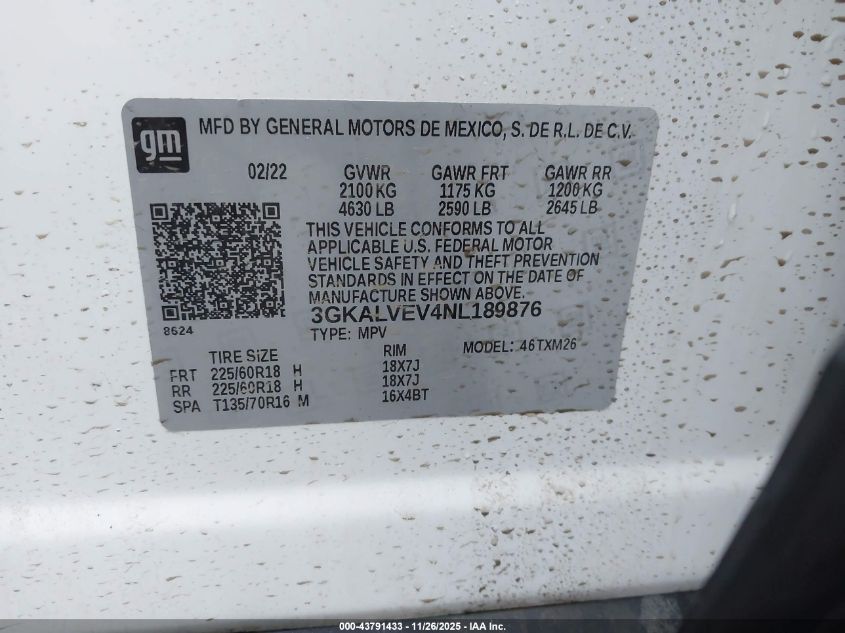 gm
MFD BY GENERAL MOTORS DE MEXICO, S. DE R.L. DE C.V.
02/22 GVWR GAWR FRT GAWR RR
2100 KG 1175 KG 1200 KG
4630 LB 2590 LB 2645 LB
THIS VEHICLE CONFORMS TO ALL
APPLICABLE U.S. FEDERAL MOTOR
VEHICLE SAFETY AND THEFT PREVENTION
STANDARDS IN EFFECT ON THE DATE OF
MANUFACTURE SHOWN ABOVE.
3GKALVEV4NL189876
8624
TYPE: MPV
TIRE SIZE RIM MODEL: 46TXM26
FRT 225/60R18 H 18X7J
RR 225/60R18 H 18X7J
SPA T135/70R16 M 16X4BT
000-43791433 - 11/26/2025 - IAA Inc.